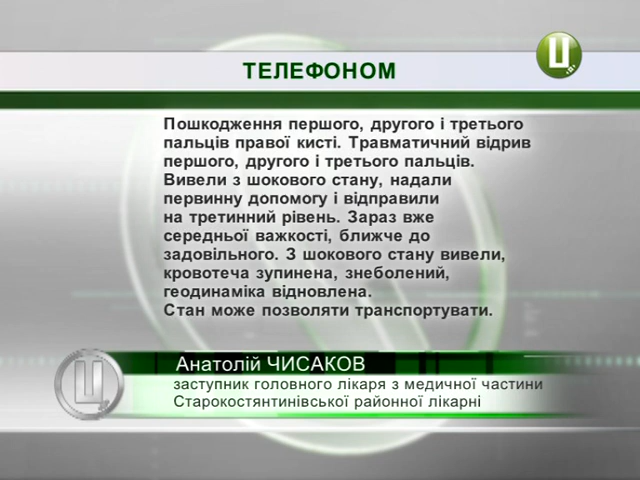 ТЕЛЕФОНОМ
Ц
Пошкодження першого, другого і третього
пальців правої кисті. Травматичний відрив
першого, другого і третього пальців.
Вивели з шокового стану, надали
первинну допомогу і відправили
на третинний рівень. Зараз вже
середньої важкості, ближче до
задовільного. З шокового стану вивели,
кровотеча зупинена, знеболений,
геодинаміка відновлена.
Стан може позволяти транспортувати.
Анатолій ЧИСАКОВ
Ц
заступник головного лікаря з медичної частини
Старокостянтинівської районної лікарні